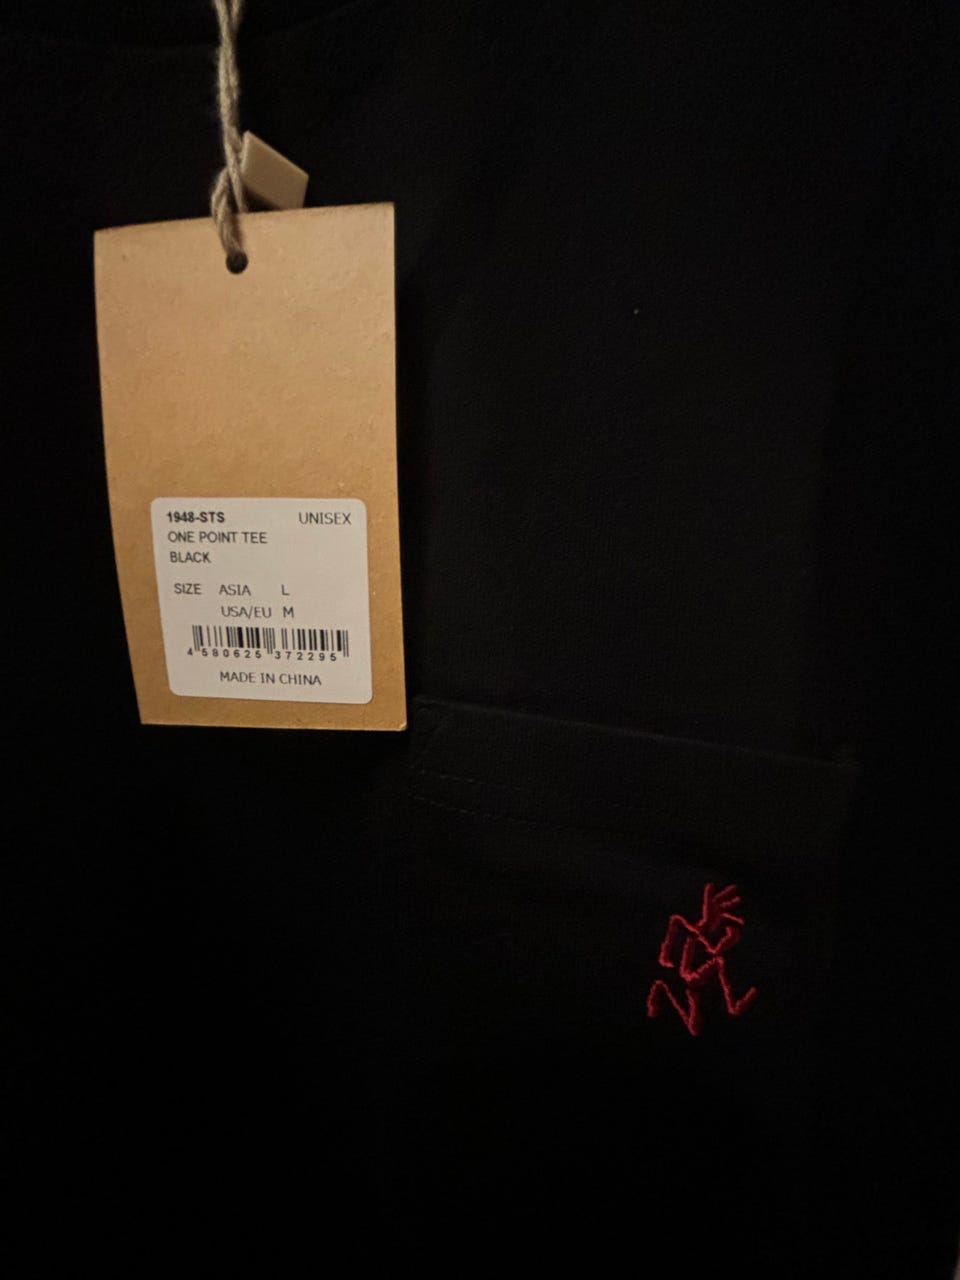 1948-STS UNISEX
ONE POINT TEE
BLACK
SIZE ASIA L
USA/EU M
4 580625 372295
MADE IN CHINA